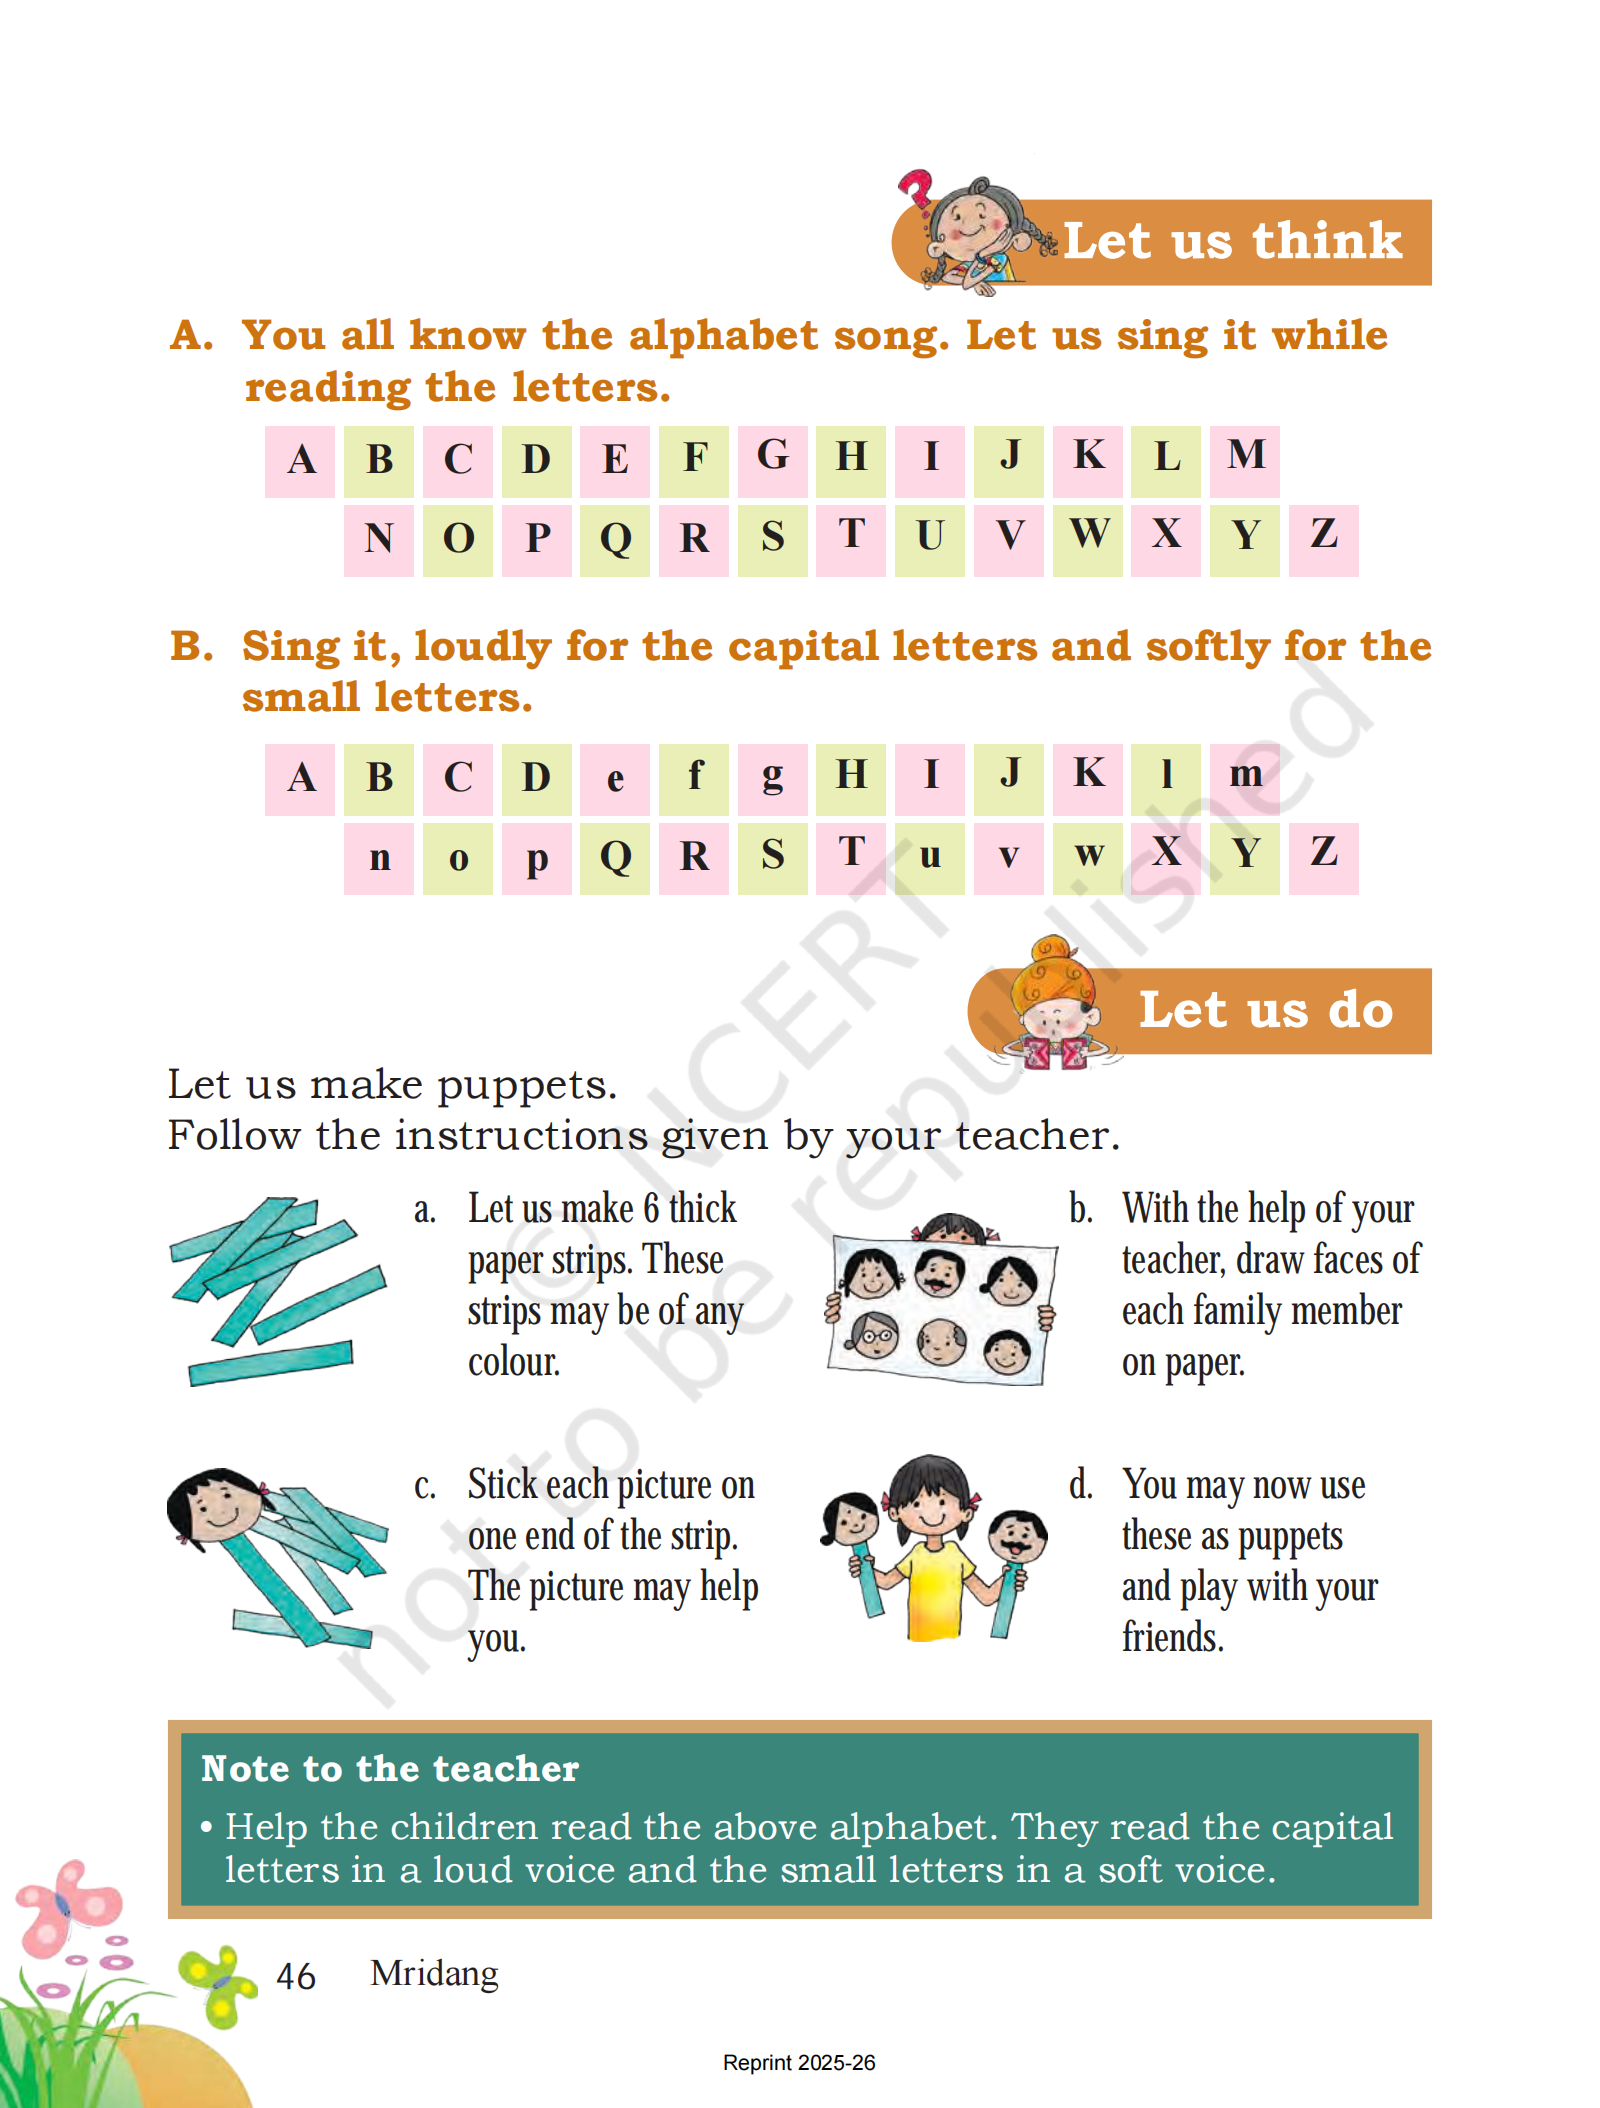 Let us think
A. You all know the alphabet song. Let us sing it while
reading the letters.
A B C D E F G H I J K L M
N O P Q R S T U V W X Y Z
B. Sing it, loudly for the capital letters and softly for the
small letters.
A B C D e f g H I J K l m
n o p Q R S T u v w X Y Z
Let us do
Let us make puppets.
Follow the instructions given by your teacher.
a. Let us make 6 thick
paper strips. These
strips may be of any
colour.
b. With the help of your
teacher, draw faces of
each family member
on paper.
c. Stick each picture on
one end of the strip.
The picture may help
you.
d. You may now use
these as puppets
and play with your
friends.
Note to the teacher
• Help the children read the above alphabet. They read the capital
letters in a loud voice and the small letters in a soft voice.
46 Mridang
Reprint 2025-26
© NCERT
not to be republished